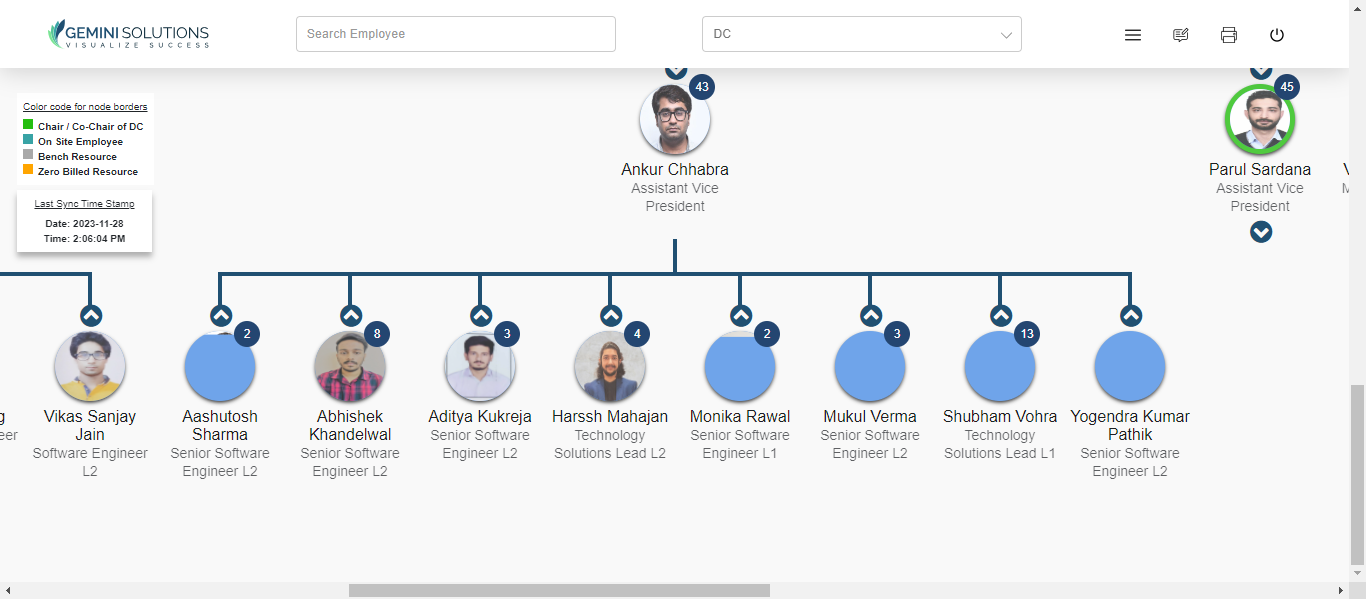 GEMINI SOLUTIONS
VISUALIZE SUCCESS
Search Employee
DC
Color code for node borders
Chair / Co-Chair of DC
On Site Employee
Bench Resource
Zero Billed Resource
Last Sync Time Stamp
Date: 2023-11-28
Time: 2:06:04 PM
43
Ankur Chhabra
Assistant Vice
President
45
Parul Sardana
Assistant Vice
President
Vikas Sanjay
Jain
Software Engineer
L2
2
Aashutosh
Sharma
Senior Software
Engineer L2
8
Abhishek
Khandelwal
Senior Software
Engineer L2
3
Aditya Kukreja
Senior Software
Engineer L2
4
Harssh Mahajan
Technology
Solutions Lead L2
2
Monika Rawal
Senior Software
Engineer L1
3
Mukul Verma
Senior Software
Engineer L2
13
Shubham Vohra
Technology
Solutions Lead L1
Yogendra Kumar
Pathik
Senior Software
Engineer L2